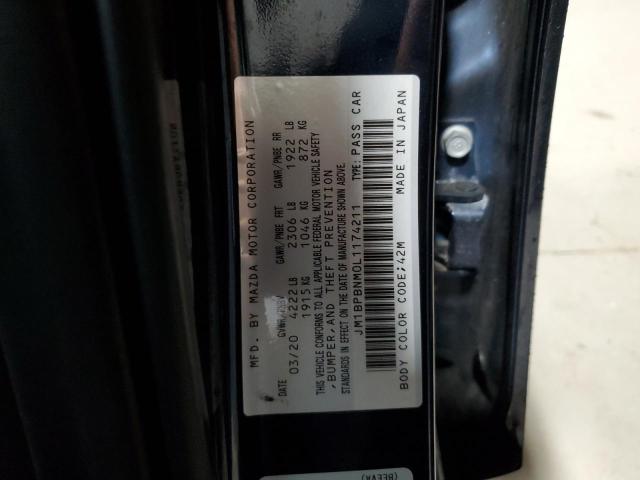 MFD. BY MAZDA MOTOR CORPORATION
DATE GVWR/PNBV GAWR/PNBE FRT GAWR/PNBE RR
03/20 4222LB 2306 LB 1922 LB
1915KG 1046 KG 872 KG
THIS VEHICLE CONFORMS TO ALL APPLICABLE FEDERAL MOTOR VEHICLE SAFETY
,BUMPER,AND THEFT PREVENTION
STANDARDS IN EFFECT ON THE DATE OF MANUFACTURE SHOWN ABOVE.
JM1BPBNM0L1174211 TYPE:PASS CAR
BODY COLOR CODE;42M MADE IN JAPAN
(BEEVA)